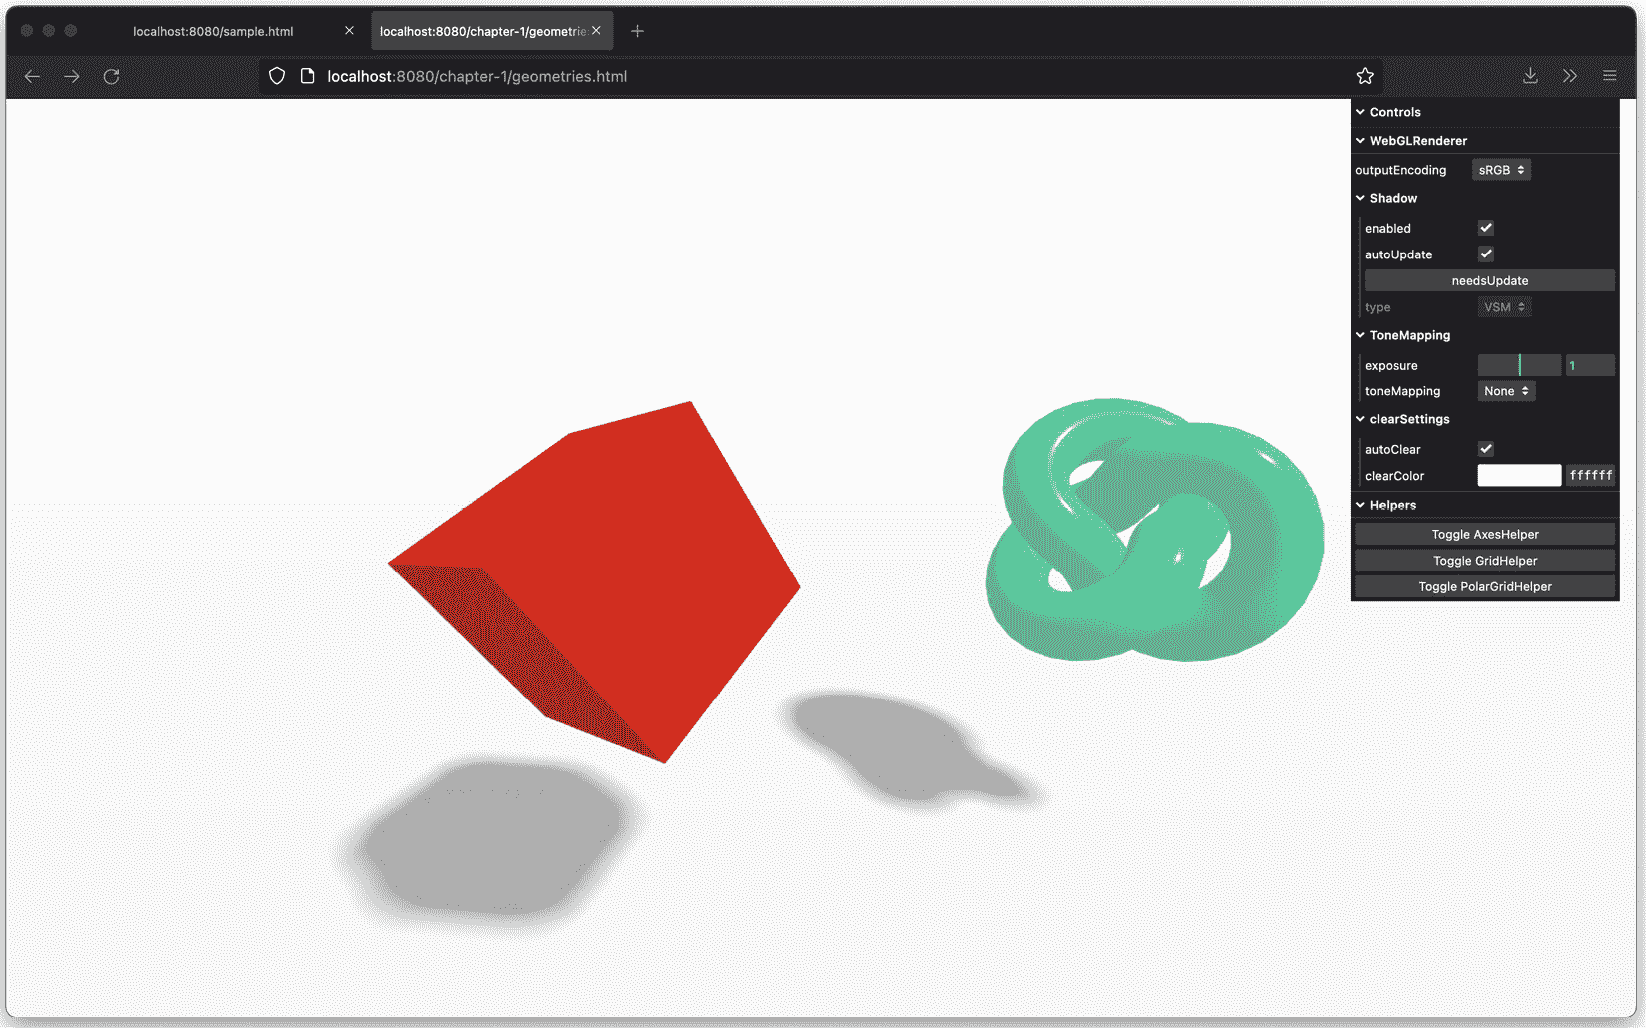 localhost:8080/sample.html
localhost:8080/chapter-1/geometrie
localhost:8080/chapter-1/geometries.html
Controls
WebGLRenderer
outputEncoding sRGB
Shadow
enabled
autoUpdate
needsUpdate
type VSM
ToneMapping
exposure 1
toneMapping None
clearSettings
autoClear
clearColor ffffff
Helpers
Toggle AxesHelper
Toggle GridHelper
Toggle PolarGridHelper